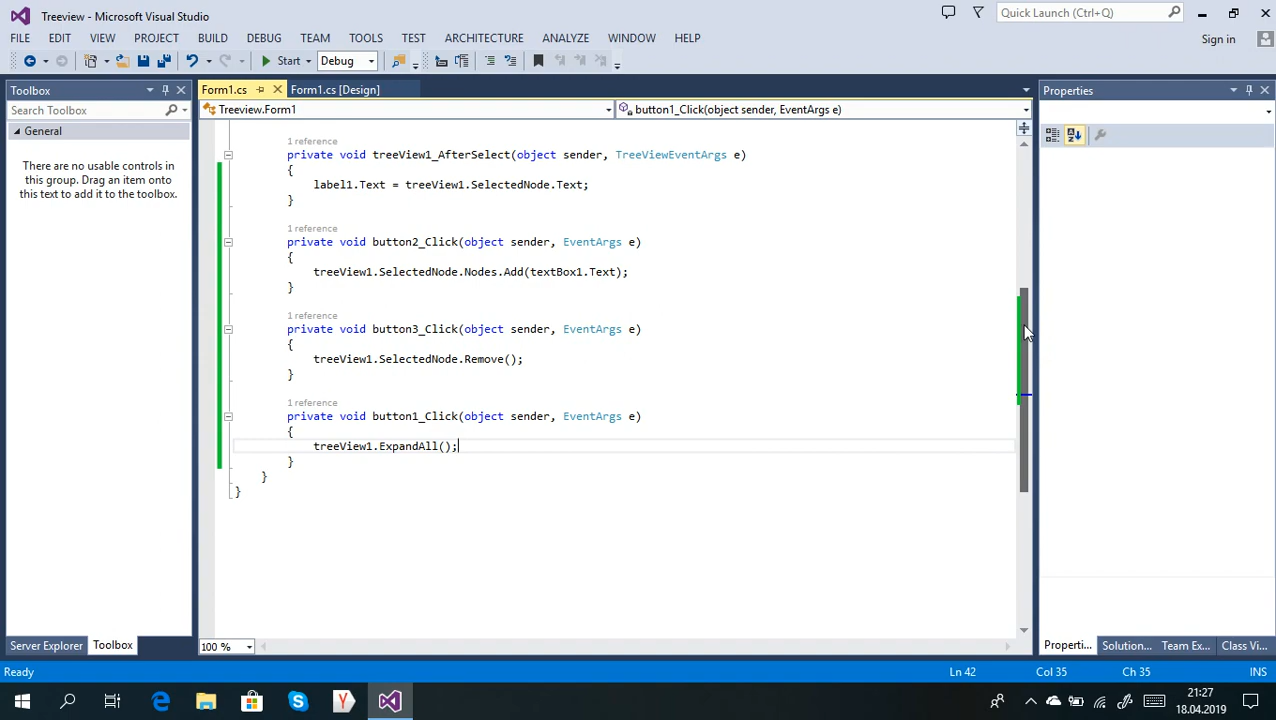 Treeview - Microsoft Visual Studio
Quick Launch (Ctrl+Q)
FILE EDIT VIEW PROJECT BUILD DEBUG TEAM TOOLS TEST ARCHITECTURE ANALYZE WINDOW HELP
Sign in
Start Debug
Toolbox
Search Toolbox
General
There are no usable controls in
this group. Drag an item onto
this text to add it to the toolbox.
Server Explorer Toolbox
Form1.cs Form1.cs [Design]
Treeview.Form1 button1_Click(object sender, EventArgs e)
1 reference
private void treeView1_AfterSelect(object sender, TreeViewEventArgs e)
{
label1.Text = treeView1.SelectedNode.Text;
}
1 reference
private void button2_Click(object sender, EventArgs e)
{
treeView1.SelectedNode.Nodes.Add(textBox1.Text);
}
1 reference
private void button3_Click(object sender, EventArgs e)
{
treeView1.SelectedNode.Remove();
}
1 reference
private void button1_Click(object sender, EventArgs e)
{
treeView1.ExpandAll();
}
}
}
100 %
Properties
Properti... Solution... Team Ex... Class Vi...
Ready Ln 42 Col 35 Ch 35 INS
21:27
18.04.2019